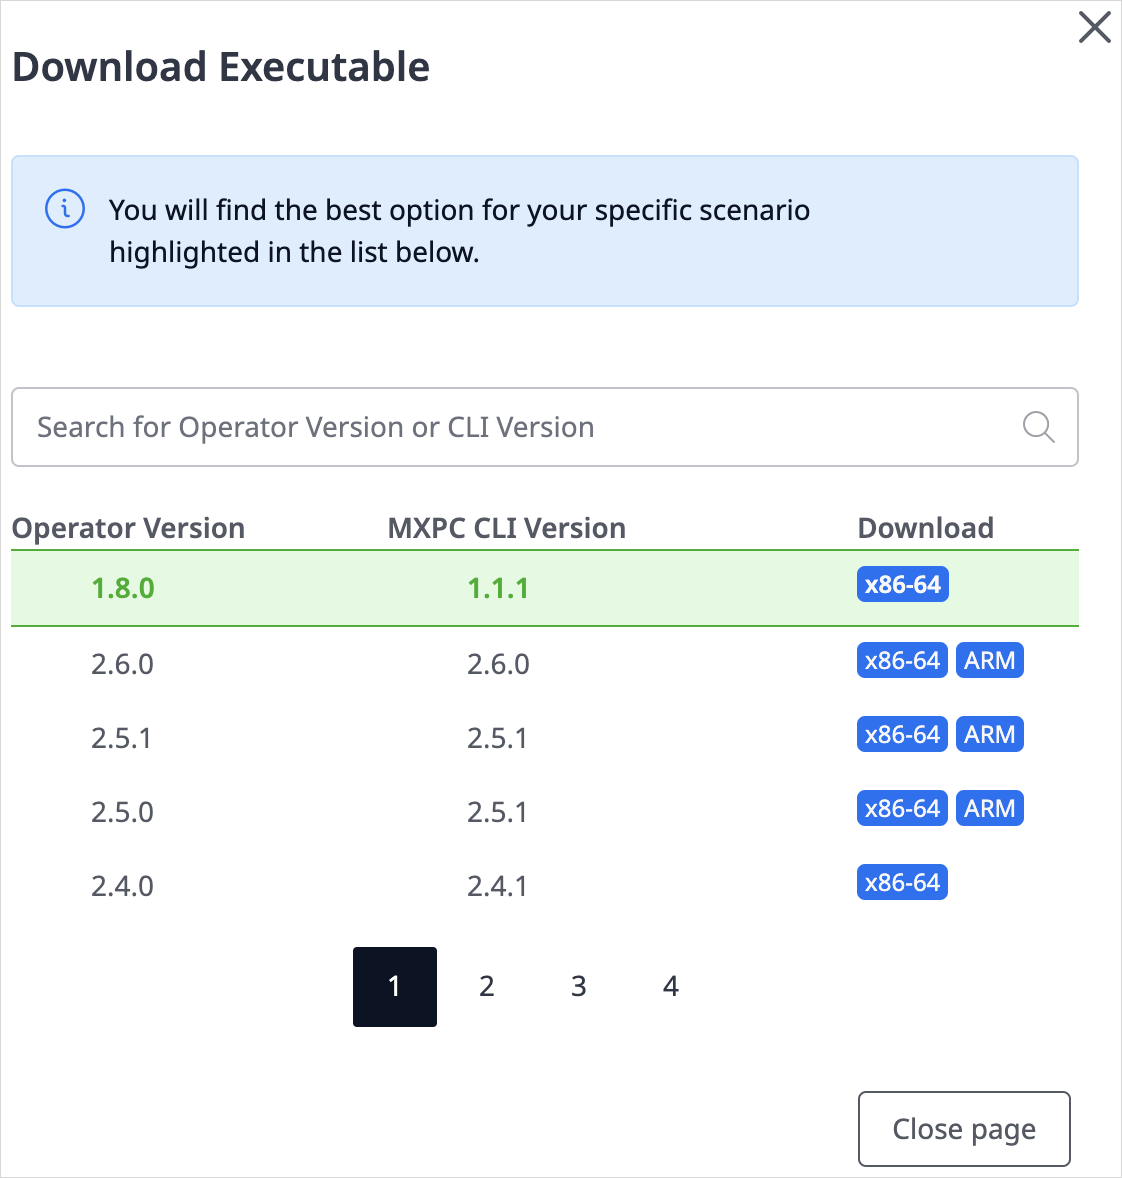 Download Executable
You will find the best option for your specific scenario
highlighted in the list below.
Search for Operator Version or CLI Version
Operator Version MXPC CLI Version Download
1.8.0 1.1.1 x86-64
2.6.0 2.6.0 x86-64 ARM
2.5.1 2.5.1 x86-64 ARM
2.5.0 2.5.1 x86-64 ARM
2.4.0 2.4.1 x86-64
1 2 3 4
Close page